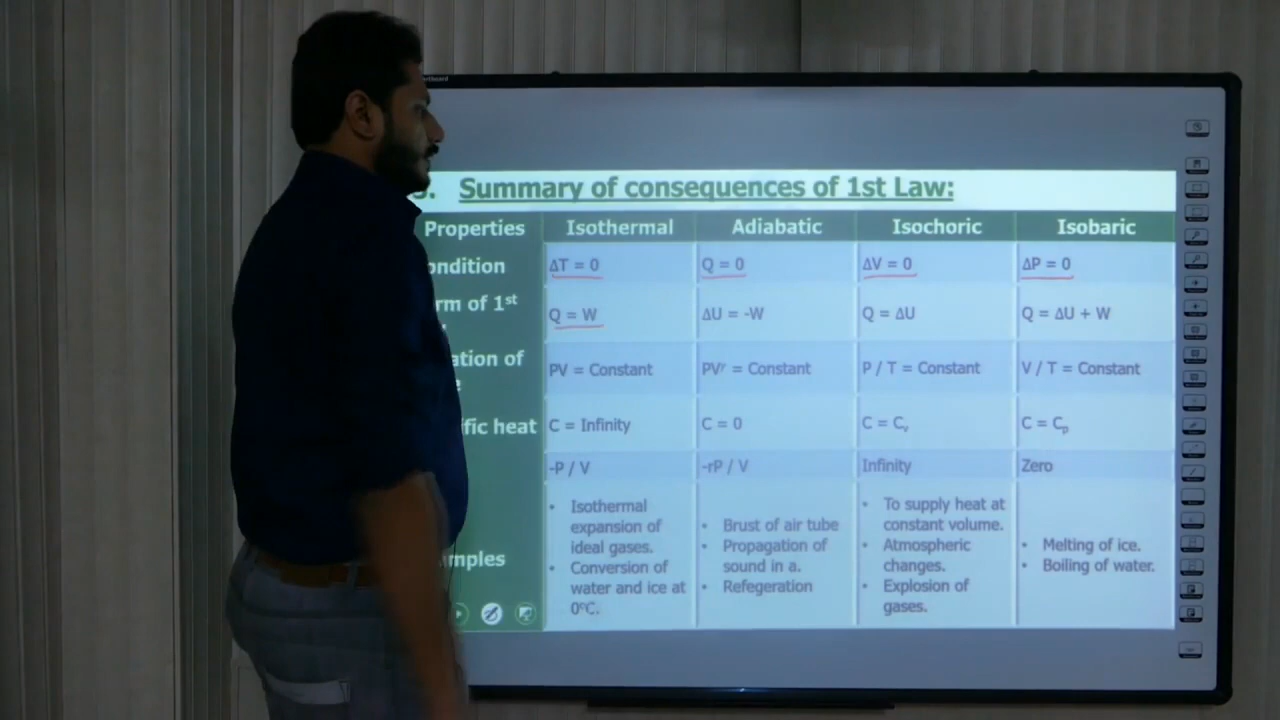 3. Summary of consequences of 1st Law:
Properties Isothermal Adiabatic Isochoric Isobaric
ondition ΔT = 0 Q = 0 ΔV = 0 ΔP = 0
rm of 1st Q = W ΔU = -W Q = ΔU Q = ΔU + W
ation of PV = Constant PVʳ = Constant P / T = Constant V / T = Constant
fic heat C = Infinity C = 0 C = Cv C = Cp
-P / V -rP / V Infinity Zero
mples
• Isothermal
expansion of
ideal gases.
• Conversion of
water and ice at
0°C.
• Brust of air tube
• Propagation of
sound in a.
• Refegeration
• To supply heat at
constant volume.
• Atmospheric
changes.
• Explosion of
gases.
• Melting of ice.
• Boiling of water.